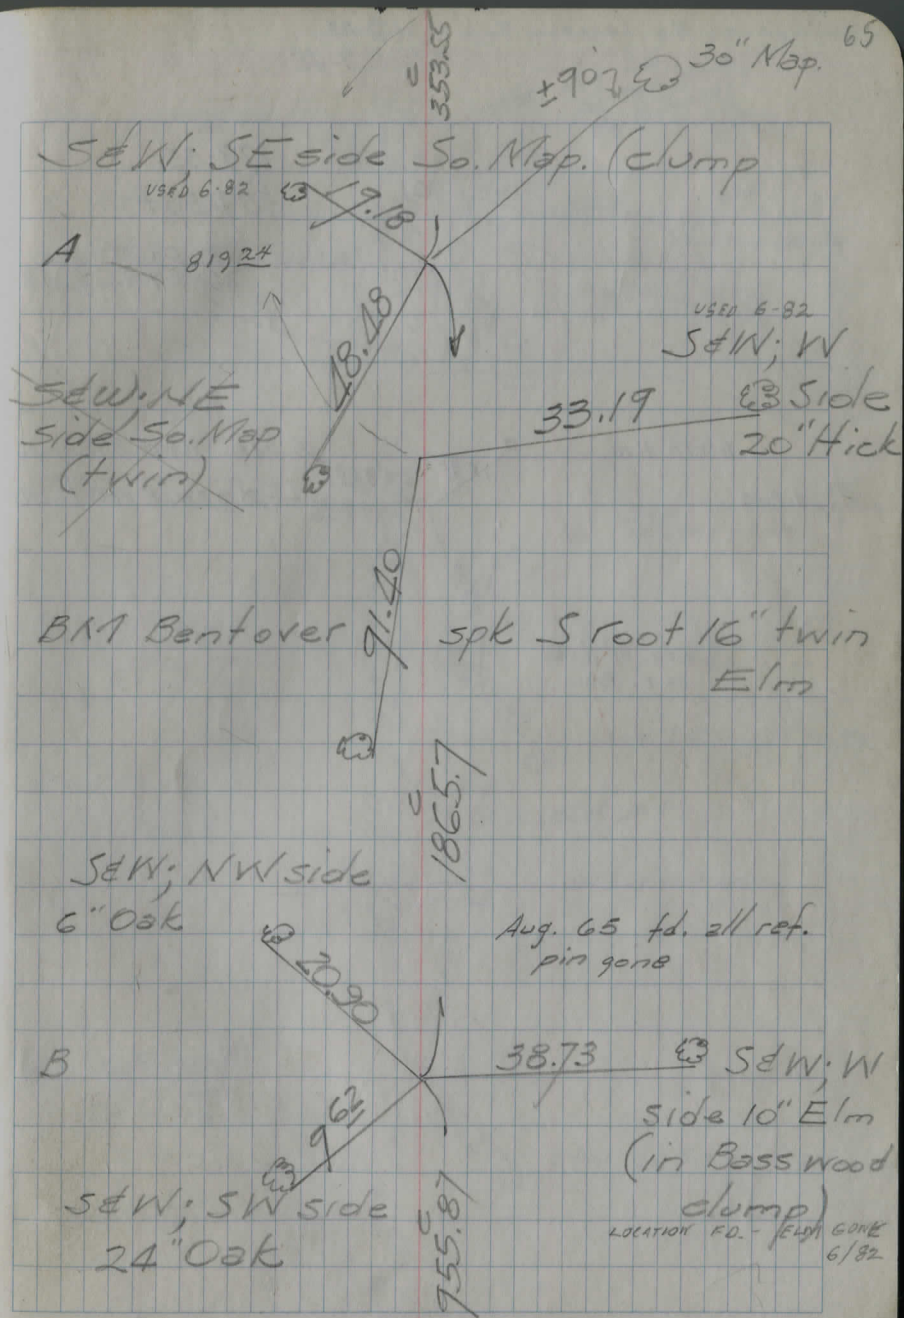 65
353.55
±90²
30" Map.
S&W; SE side So. Map. (clump
USED 6-82
9.18
A
819 24
48.48
USED 6-82
S&W; W
Side
20" Hick
33.19
S&W; NE
side So. Map
(twin)
91.40
BM Bentover spk S root 16" twin
Elm
1865.7
S&W; NW side
6" Oak
Aug. 65 fd. all ref.
pin gone
20.90
B
38.73
S&W; W
side 10" Elm
(in Basswood
clump)
LOCATION F.D. - ELM GONE
6/82
9 62
S&W; SW side
24" Oak
955.87